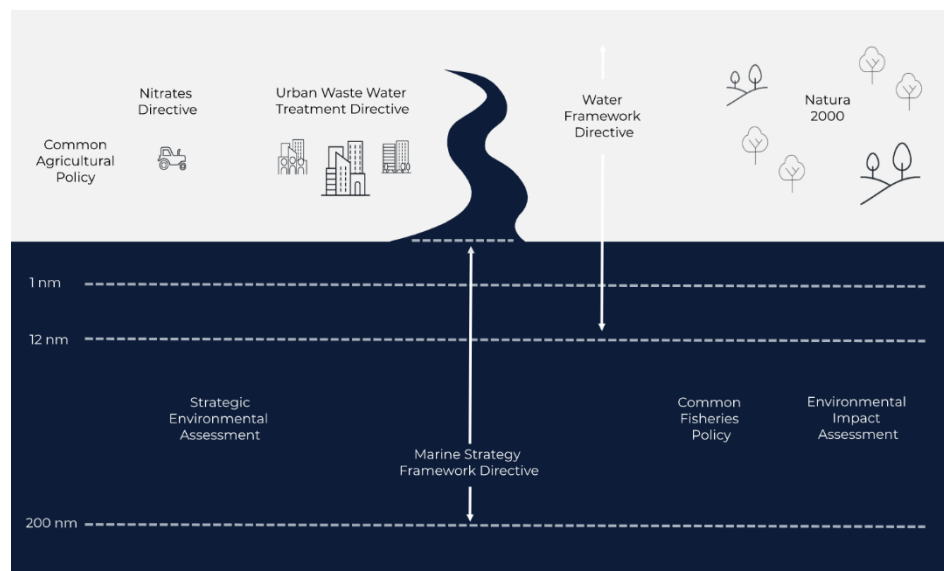 Nitrates
Directive
Urban Waste Water
Treatment Directive
Common
Agricultural
Policy
Water
Framework
Directive
Natura
2000
1 nm
12 nm
Strategic
Environmental
Assessment
Common
Fisheries
Policy
Environmental
Impact
Assessment
Marine Strategy
Framework Directive
200 nm